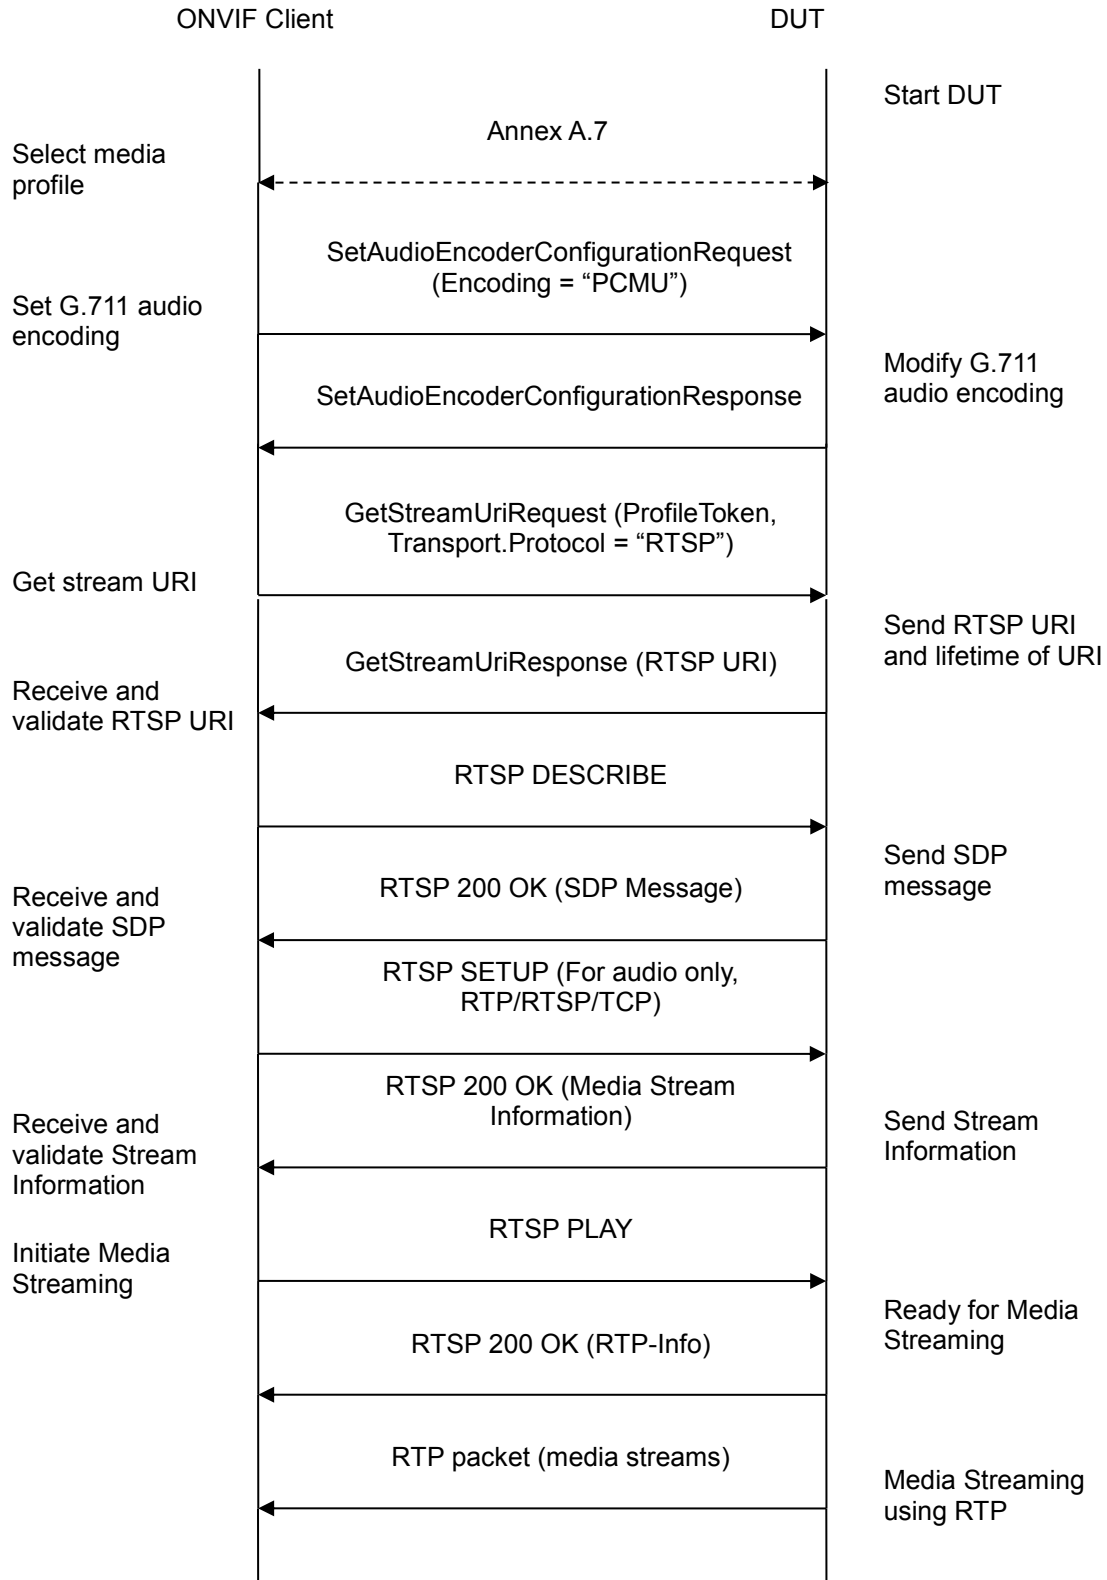 ONVIF Client
DUT
Start DUT
Annex A.7
Select media
profile
SetAudioEncoderConfigurationRequest
(Encoding = “PCMU”)
Set G.711 audio
encoding
Modify G.711
audio encoding
SetAudioEncoderConfigurationResponse
GetStreamUriRequest (ProfileToken,
Transport.Protocol = “RTSP”)
Get stream URI
Send RTSP URI
and lifetime of URI
GetStreamUriResponse (RTSP URI)
Receive and
validate RTSP URI
RTSP DESCRIBE
Send SDP
message
RTSP 200 OK (SDP Message)
Receive and
validate SDP
message
RTSP SETUP (For audio only,
RTP/RTSP/TCP)
RTSP 200 OK (Media Stream
Information)
Receive and
validate Stream
Information
Send Stream
Information
RTSP PLAY
Initiate Media
Streaming
Ready for Media
Streaming
RTSP 200 OK (RTP-Info)
RTP packet (media streams)
Media Streaming
using RTP